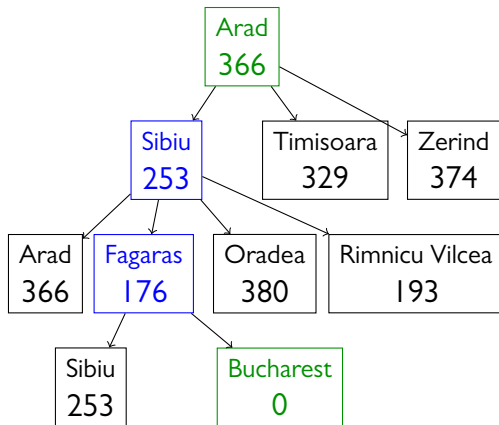 Arad
366
Sibiu
253
Timisoara
329
Zerind
374
Arad
366
Fagaras
176
Oradea
380
Rimnicu Vilcea
193
Sibiu
253
Bucharest
0